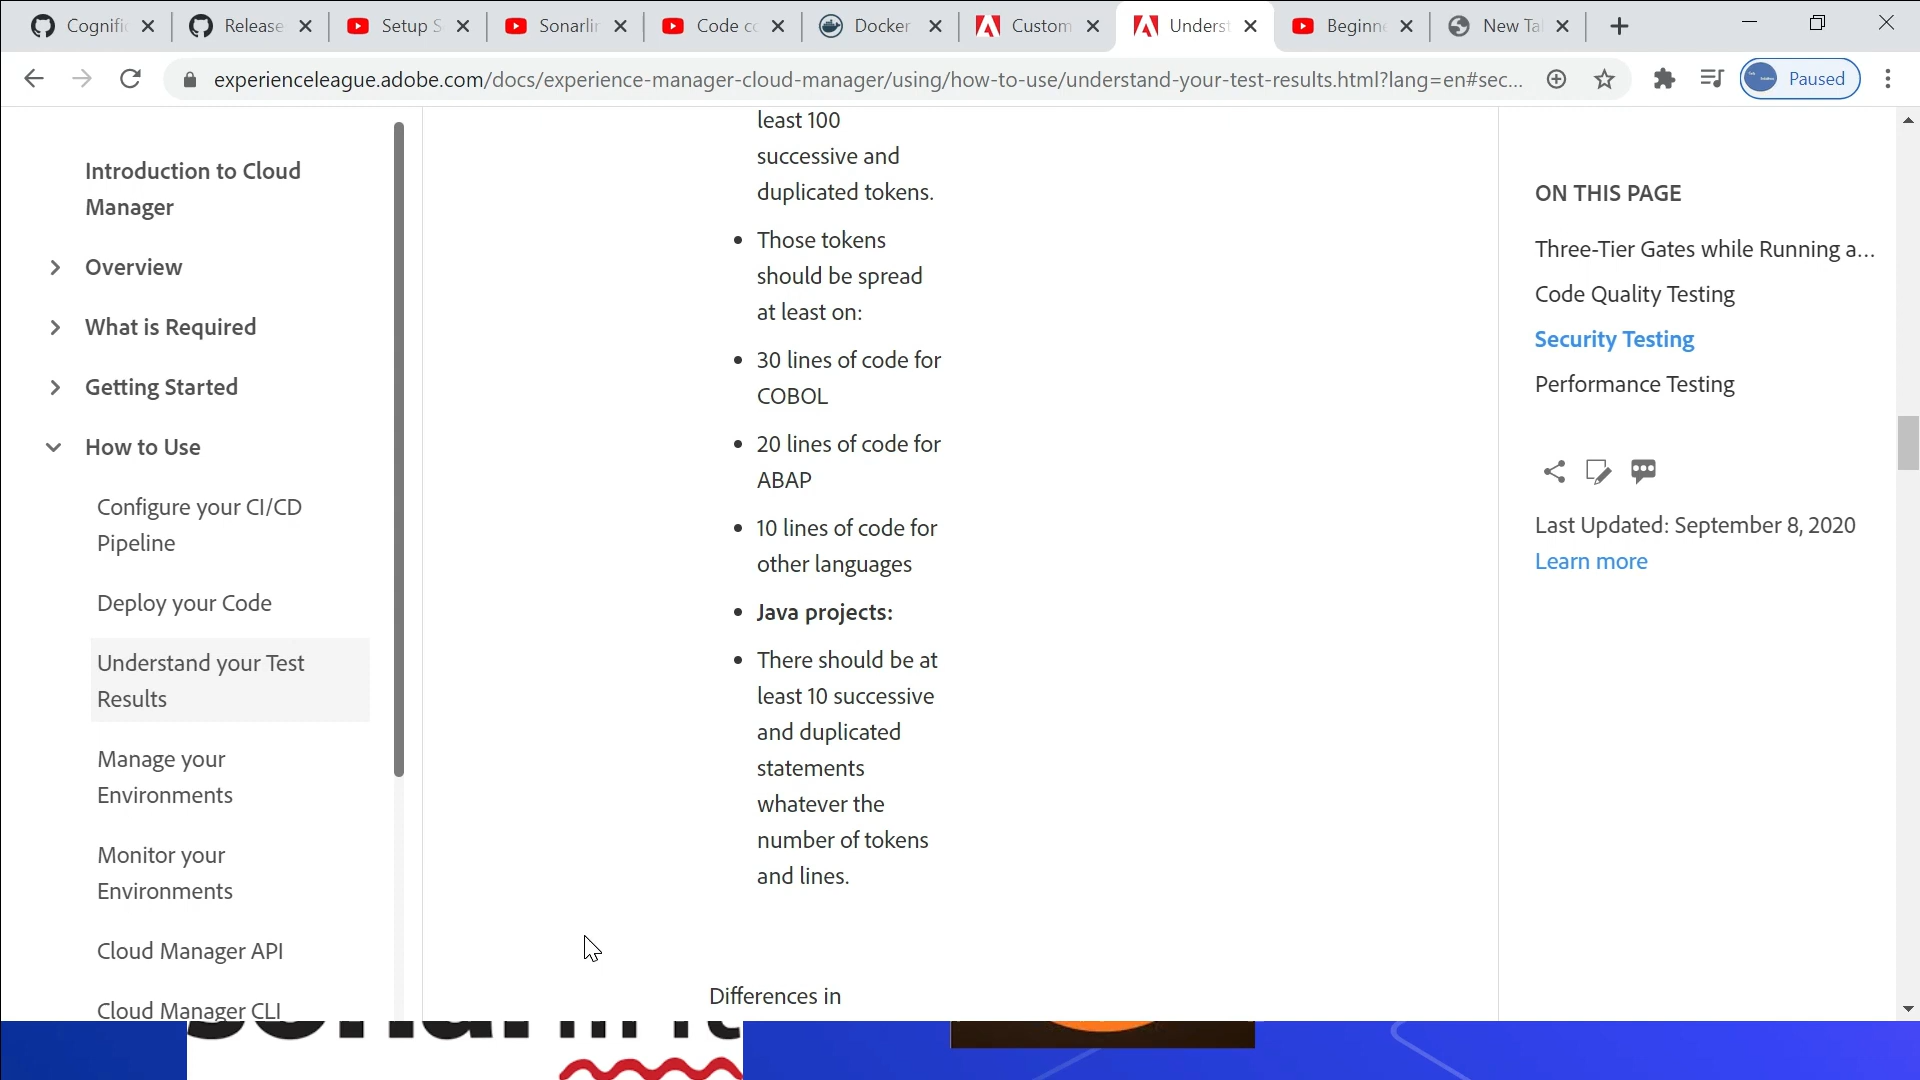 Cognifi
Release
Setup S
Sonarlin
Code co
Docker
Custom
Underst
Beginne
New Ta
experienceleague.adobe.com/docs/experience-manager-cloud-manager/using/how-to-use/understand-your-test-results.html?lang=en#sec...
Paused
Introduction to Cloud
Manager
Overview
What is Required
Getting Started
How to Use
Configure your CI/CD
Pipeline
Deploy your Code
Understand your Test
Results
Manage your
Environments
Monitor your
Environments
Cloud Manager API
Cloud Manager CLI
least 100
successive and
duplicated tokens.
Those tokens
should be spread
at least on:
30 lines of code for
COBOL
20 lines of code for
ABAP
10 lines of code for
other languages
Java projects:
There should be at
least 10 successive
and duplicated
statements
whatever the
number of tokens
and lines.
Differences in
ON THIS PAGE
Three-Tier Gates while Running a...
Code Quality Testing
Security Testing
Performance Testing
Last Updated: September 8, 2020
Learn more